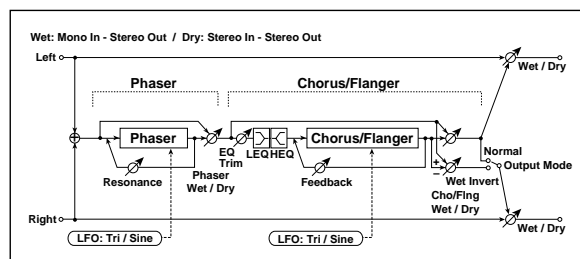 Wet: Mono In - Stereo Out / Dry: Stereo In - Stereo Out
Left
Wet / Dry
Phaser
Chorus/Flanger
Phaser
EQ
Trim
LEQ
HEQ
Chorus/Flanger
Normal
Output Mode
Resonance
Phaser
Wet / Dry
Feedback
+
−
Wet Invert
Cho/Flng
Wet / Dry
Right
LFO: Tri / Sine
LFO: Tri / Sine
Wet / Dry